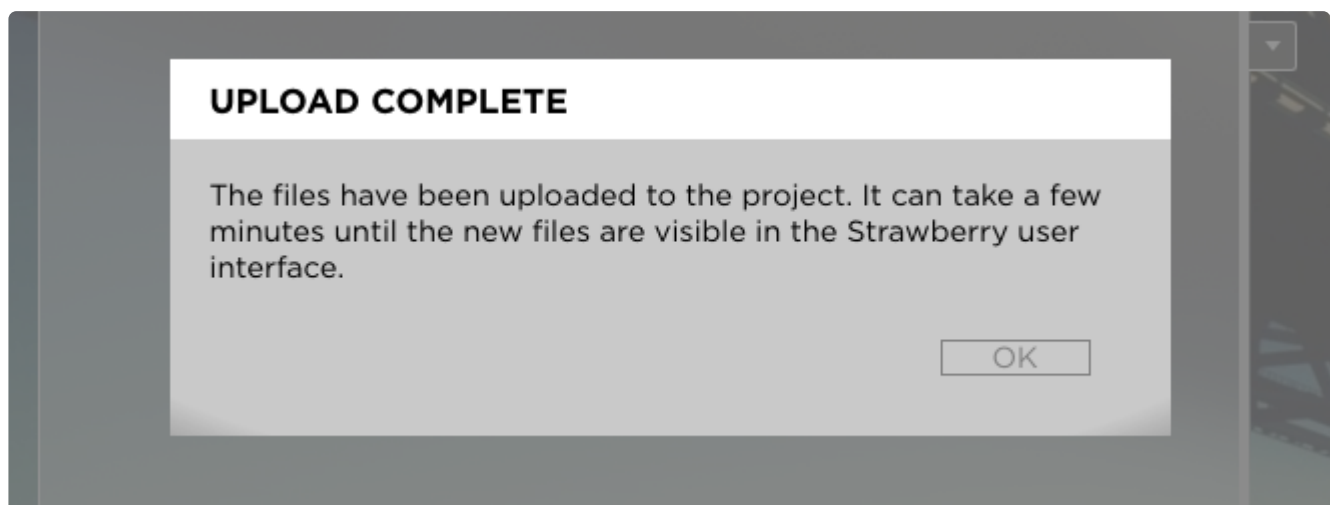 UPLOAD COMPLETE
The files have been uploaded to the project. It can take a few
minutes until the new files are visible in the Strawberry user
interface.
OK